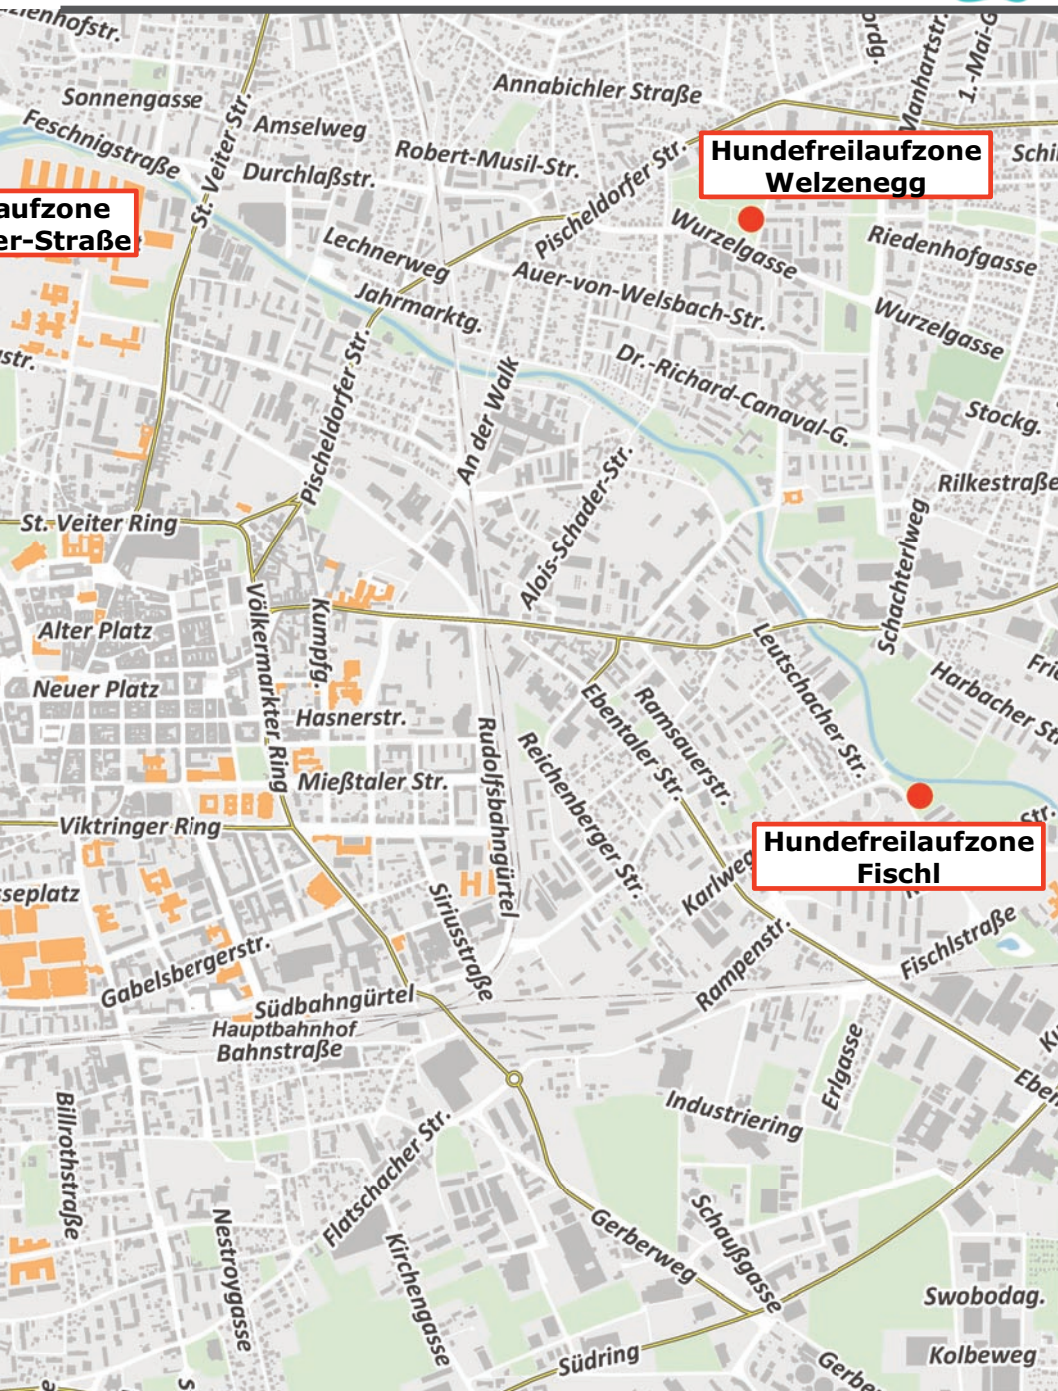 Annabichler Straße
Manhartstr.
1.-Mai-G
Sonnengasse
St. Veiter Str.
Amselweg
Feschnigstraße
Durchlaßstr.
Robert-Musil-Str.
Pischeldorfer Str.
Hundefreilaufzone
Welzenegg
aufzone
er-Straße
Lechnerweg
Wurzelgasse
Riedenhofgasse
Auer-von-Welsbach-Str.
Jahrmarktg.
Wurzelgasse
Pischeldorfer Str.
An der Walk
Dr.-Richard-Canaval-G.
Stockg.
Rilkestraße
St. Veiter Ring
Alois-Schader-Str.
Schachterlweg
Völkermarkter Ring
Kumpfg.
Alter Platz
Neuer Platz
Leutschacher Str.
Harbacher St
Hasnerstr.
Ebentaler Str.
Ramsauerstr.
Rudolfsbahngürtel
Reichenberger Str.
Mießtaler Str.
Viktringer Ring
Str.
Hundefreilaufzone
Fischl
Karlweg
sseplatz
Siriusstraße
Gabelsbergerstr.
Rampenstr.
Fischlstraße
Südbahngürtel
Hauptbahnhof
Bahnstraße
Erlgasse
Industriering
Billrothstraße
Flatschacher Str.
Nestroygasse
Kirchengasse
Gerberweg
Schaußgasse
Swobodag.
Südring
Kolbeweg
Gerbe